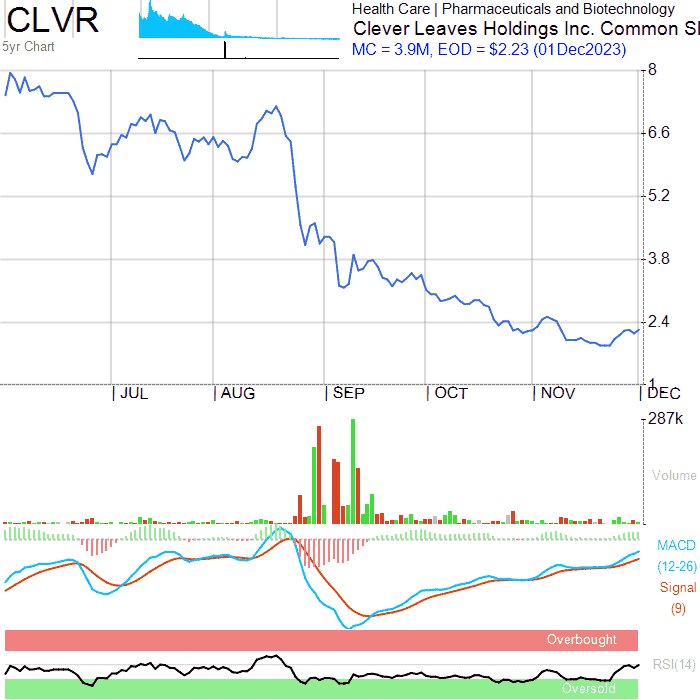 CLVR
Health Care | Pharmaceuticals and Biotechnology
5yr Chart
Clever Leaves Holdings Inc. Common S
MC = 3.9M, EOD = $2.23 (01Dec2023)
8
6.6
5.2
3.8
2.4
1
JUL AUG SEP OCT NOV DEC
287k
Volume
MACD
(12-26)
Signal
(9)
Overbought
RSI(14)
Oversold